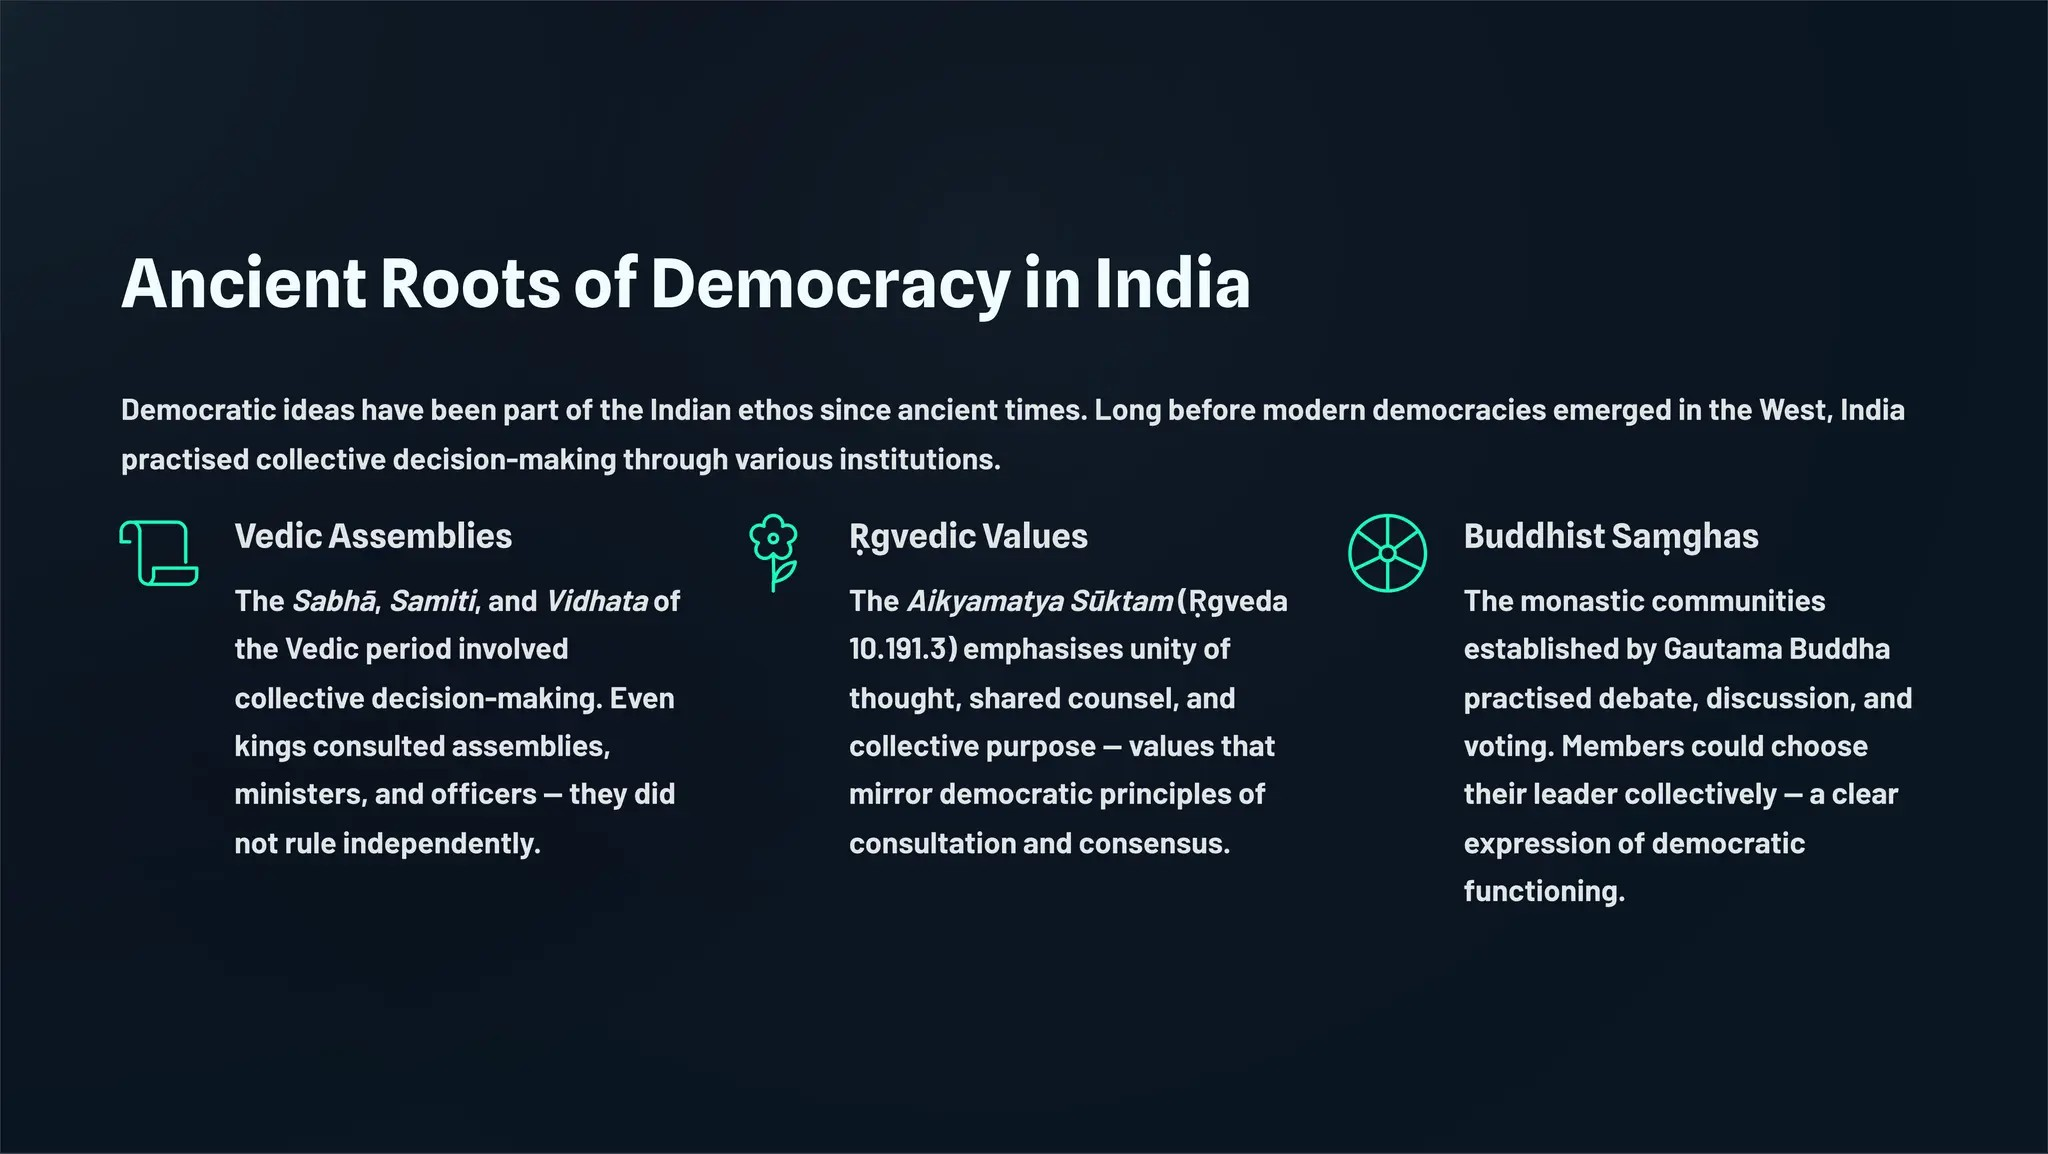 Ancient Roots of Democracy in India
Democratic ideas have been part of the Indian ethos since ancient times. Long before modern democracies emerged in the West, India
practised collective decision-making through various institutions.
Vedic Assemblies
The Sabhā, Samiti, and Vidhata of
the Vedic period involved
collective decision-making. Even
kings consulted assemblies,
ministers, and officers – they did
not rule independently.
Ṛgvedic Values
The Aikyamatya Sūktam (Ṛgveda
10.191.3) emphasises unity of
thought, shared counsel, and
collective purpose – values that
mirror democratic principles of
consultation and consensus.
Buddhist Saṃghas
The monastic communities
established by Gautama Buddha
practised debate, discussion, and
voting. Members could choose
their leader collectively – a clear
expression of democratic
functioning.